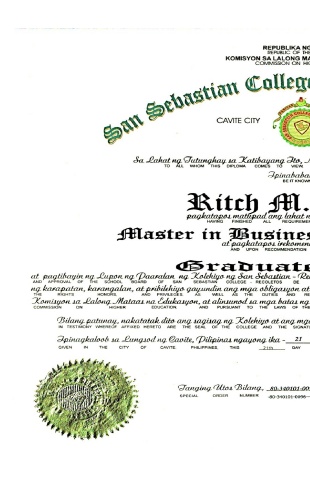 REPUBLIKA NG
REPUBLIC OF THE
KOMISYON SA LALONG MA
COMMISSION ON HI
San Sebastian College
CAVITE CITY
Sa Lahat ng Tutunghay sa Katibayang Ito,
TO ALL WHOM THIS DIPLOMA COMES TO VIEW
Ipinababa
BE IT KNOWN
Ritch M.
pagkatapos matupad ang lahat n
HAVING FINISHED ALL REQUIREME
Master in Busines
at pagkatapos irekomen
AND UPON RECOMMENDATION
Graduate
at pagtibayin ng Lupon ng Paaralan ng Kolehiyo ng San Sebastian - Re
AND APPROVAL OF THE SCHOOL BOARD OF SAN SEBASTIAN COLLEGE - RECOLETOS BE
ng karapatan, karangalan, at pribilehiyo gayundin ang mga obligasyon at
THE RIGHTS HONORS, AND PRIVILEGES AS WELL AS THE DUTIES AND RE
Komisyon sa Lalong Mataas na Edukasyon, at alinsunod sa mga batas ng
COMMISSION ON HIGHER EDUCATION, AND PURSUANT TO THE LAWS OF THE
Bilang patunay, nakatatak dito ang sagisag ng Kolehiyo at ang mga
IN TESTIMONY WHEREOF AFFIXED HERETO ARE THE SEAL OF THE COLLEGE AND THE SIGNAT
Ipinagkaloob sa Lungsod ng Cavite, Pilipinas ngayong ika - 21
GIVEN IN THE CITY OF CAVITE, PHILIPPINES, THIS 21th DAY
Tanging Utos Bilang, 80-340101-00
SPECIAL ORDER NUMBER 80-340101-0096